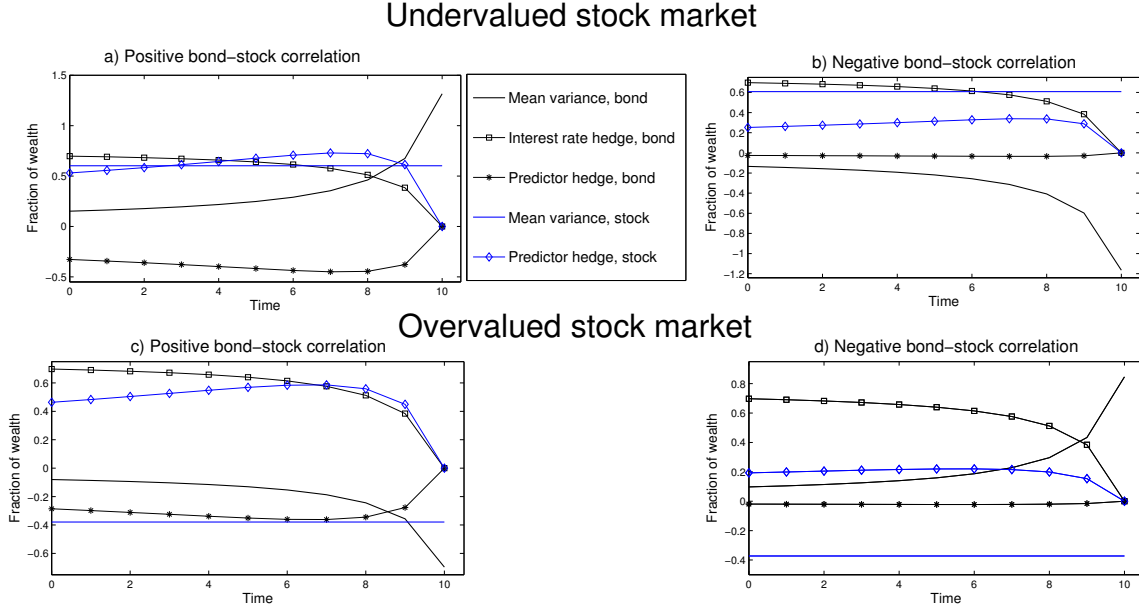 Undervalued stock market
a) Positive bond−stock correlation
1.5
1
0.5
0
−0.5
0
2
4
6
8
10
Fraction of wealth
Time
Mean variance, bond
Interest rate hedge, bond
Predictor hedge, bond
Mean variance, stock
Predictor hedge, stock
b) Negative bond−stock correlation
0.6
0.4
0.2
0
−0.2
−0.4
−0.6
−0.8
−1
−1.2
0
2
4
6
8
10
Fraction of wealth
Time
Overvalued stock market
c) Positive bond−stock correlation
0.6
0.4
0.2
0
−0.2
−0.4
−0.6
0
2
4
6
8
10
Fraction of wealth
Time
d) Negative bond−stock correlation
0.8
0.6
0.4
0.2
0
−0.2
−0.4
0
2
4
6
8
10
Fraction of wealth
Time